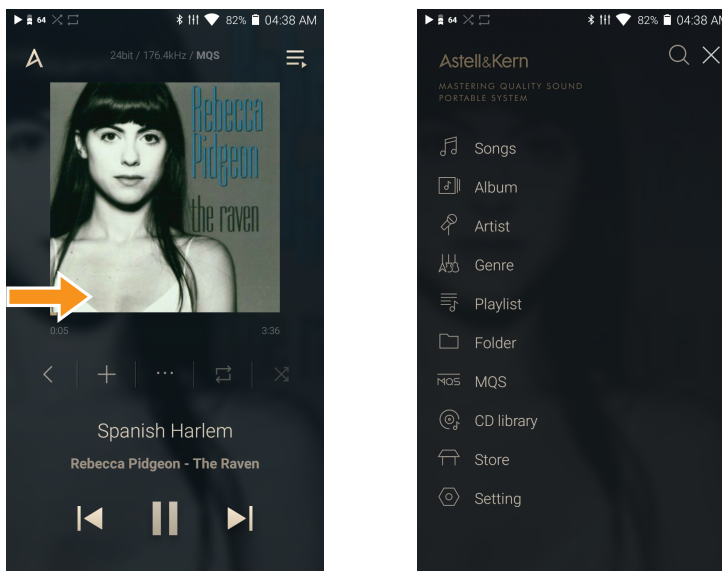 64
82%
04:38 AM
24bit / 176.4kHz / MQS
Rebecca
Pidgeon
the raven
0:05
3:36
Spanish Harlem
Rebecca Pidgeon - The Raven
64
82%
04:38 AM
Astell&Kern
MASTERING QUALITY SOUND
PORTABLE SYSTEM
Songs
Album
Artist
Genre
Playlist
Folder
MQS MQS
CD library
Store
Setting